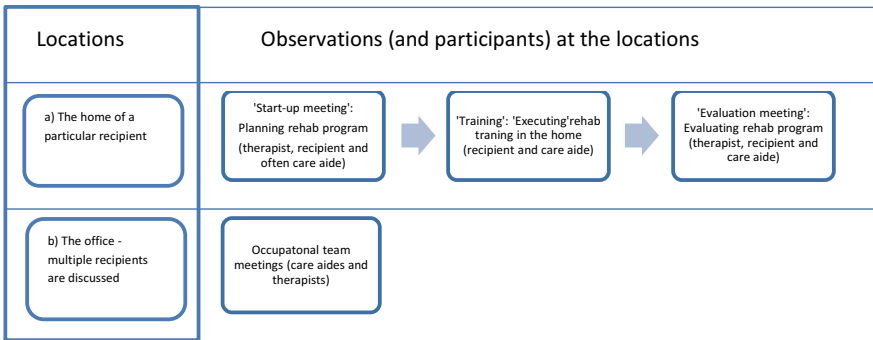 Locations
Observations (and participants) at the locations
a) The home of a
particular recipient
'Start-up meeting':
Planning rehab program
(therapist, recipient and
often care aide)
'Training': 'Executing'rehab
traning in the home
(recipient and care aide)
'Evaluation meeting':
Evaluating rehab program
(therapist, recipient and
care aide)
b) The office -
multiple recipients
are discussed
Occupatonal team
meetings (care aides and
therapists)